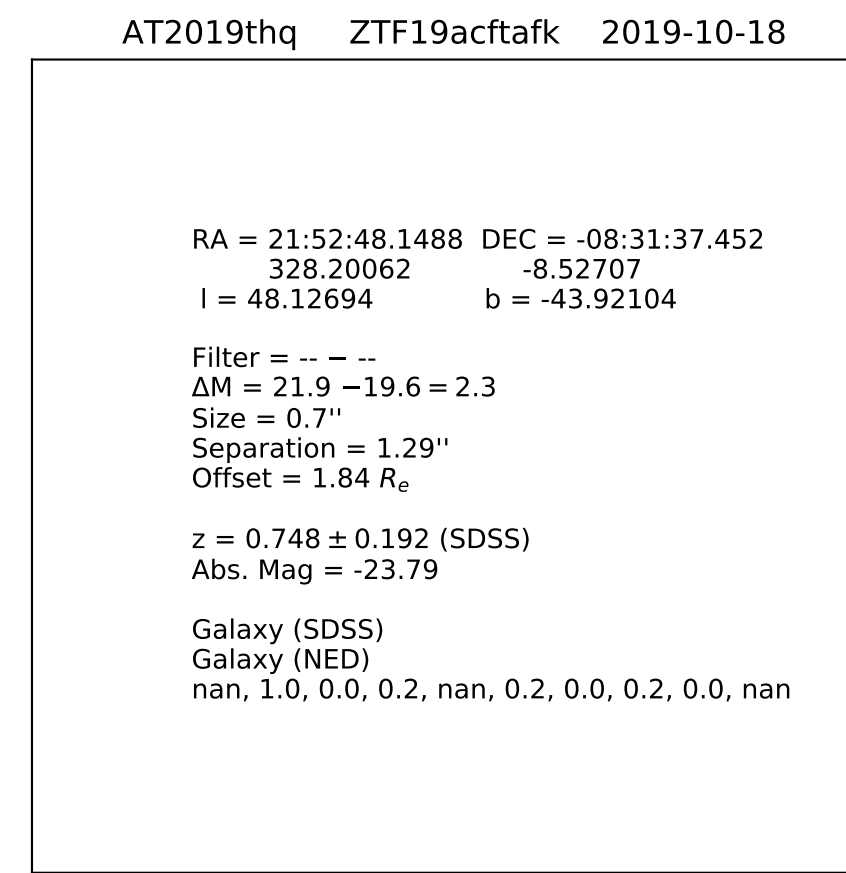 AT2019thq ZTF19acftafk 2019-10-18
RA = 21:52:48.1488 DEC = -08:31:37.452
328.20062 -8.52707
l = 48.12694 b = -43.92104
Filter = -- − --
ΔM = 21.9 −19.6 = 2.3
Size = 0.7''
Separation = 1.29''
Offset = 1.84 Rₑ
z = 0.748 ± 0.192 (SDSS)
Abs. Mag = -23.79
Galaxy (SDSS)
Galaxy (NED)
nan, 1.0, 0.0, 0.2, nan, 0.2, 0.0, 0.2, 0.0, nan